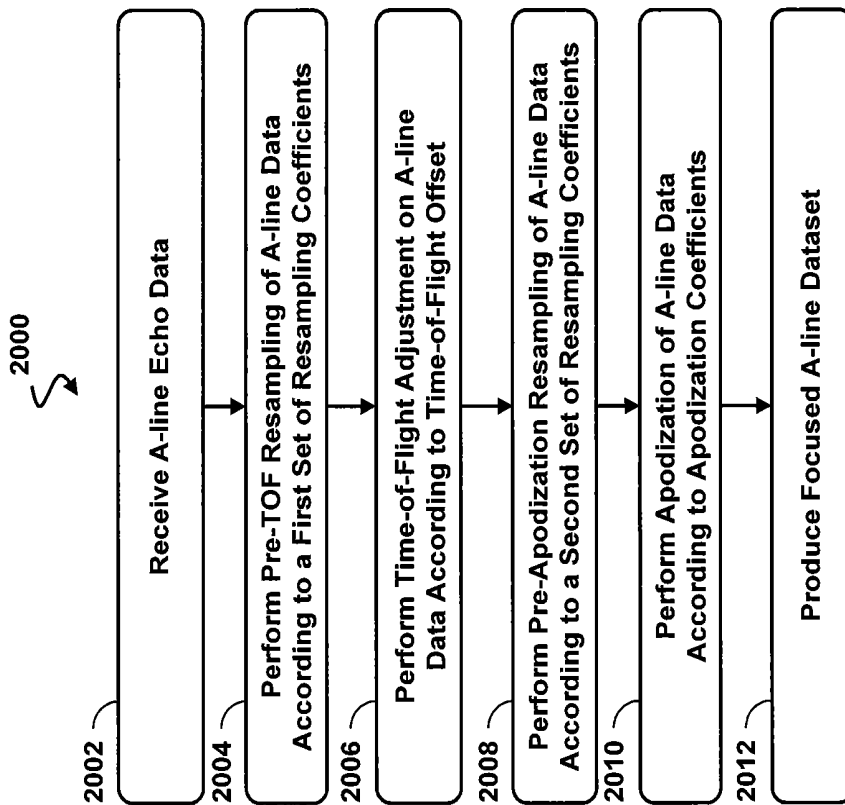 2000
2002
Receive A-line Echo Data
2004
Perform Pre-TOF Resampling of A-line Data
According to a First Set of Resampling Coefficients
2006
Perform Time-of-Flight Adjustment on A-line
Data According to Time-of-Flight Offset
2008
Perform Pre-Apodization Resampling of A-line Data
According to a Second Set of Resampling Coefficients
2010
Perform Apodization of A-line Data
According to Apodization Coefficients
2012
Produce Focused A-line Dataset